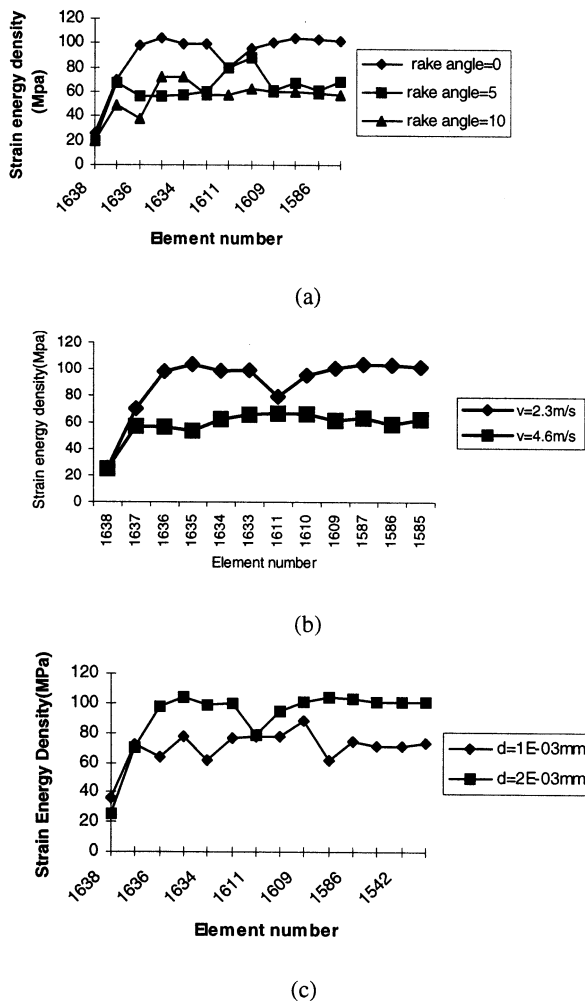 Strain energy density
(Mpa)
120
100
80
60
40
20
0
1638
1636
1634
1611
1609
1586
Element number
rake angle=0
rake angle=5
rake angle=10
(a)
Strain energy density(Mpa)
120
100
80
60
40
20
0
1638
1637
1636
1635
1634
1633
1611
1610
1609
1587
1586
1585
Element number
v=2.3m/s
v=4.6m/s
(b)
Strain Energy Density(MPa)
120
100
80
60
40
20
0
1638
1636
1634
1611
1609
1586
1542
Element number
d=1E-03mm
d=2E-03mm
(c)